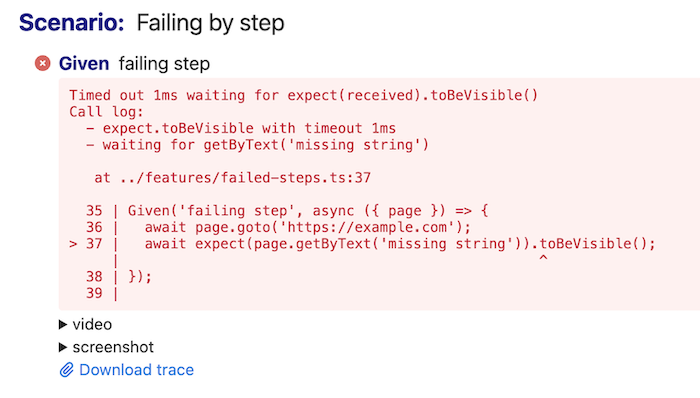 Scenario: Failing by step
Given failing step
Timed out 1ms waiting for expect(received).toBeVisible()
Call log:
  - expect.toBeVisible with timeout 1ms
  - waiting for getByText('missing string')
   at ../features/failed-steps.ts:37
  35 | Given('failing step', async ({ page }) => {
  36 |   await page.goto('https://example.com');
> 37 |   await expect(page.getByText('missing string')).toBeVisible();
     |                                                  ^
  38 | });
  39 |
video
screenshot
Download trace